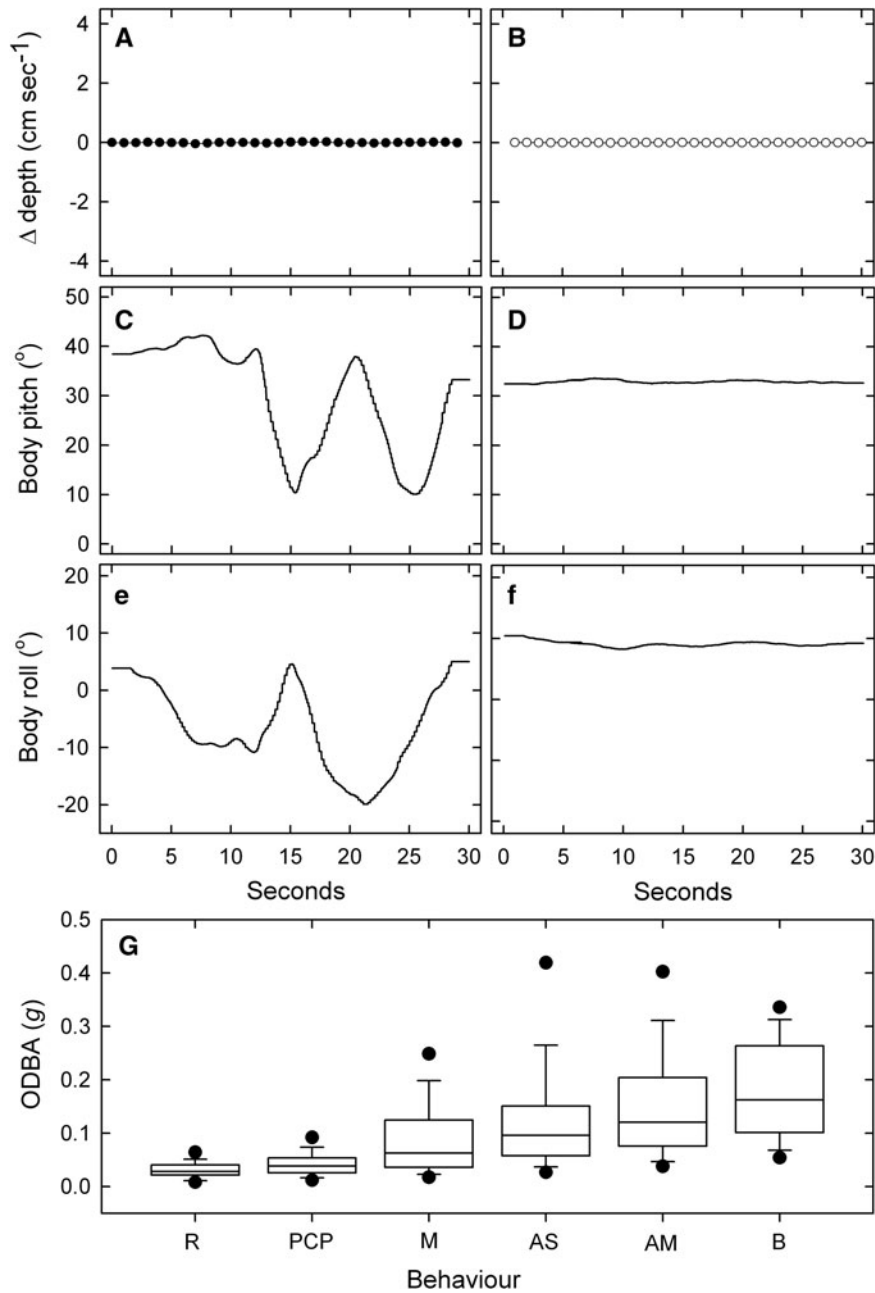 A
B
Δ depth (cm sec-1)
4
2
0
-2
-4
C
D
Body pitch (°)
50
40
30
20
10
0
e
f
Body roll (°)
20
10
0
-10
-20
0 5 10 15 20 25 30
0 5 10 15 20 25 30
Seconds
Seconds
G
ODBA (g)
0.5
0.4
0.3
0.2
0.1
0.0
R PCP M AS AM B
Behaviour